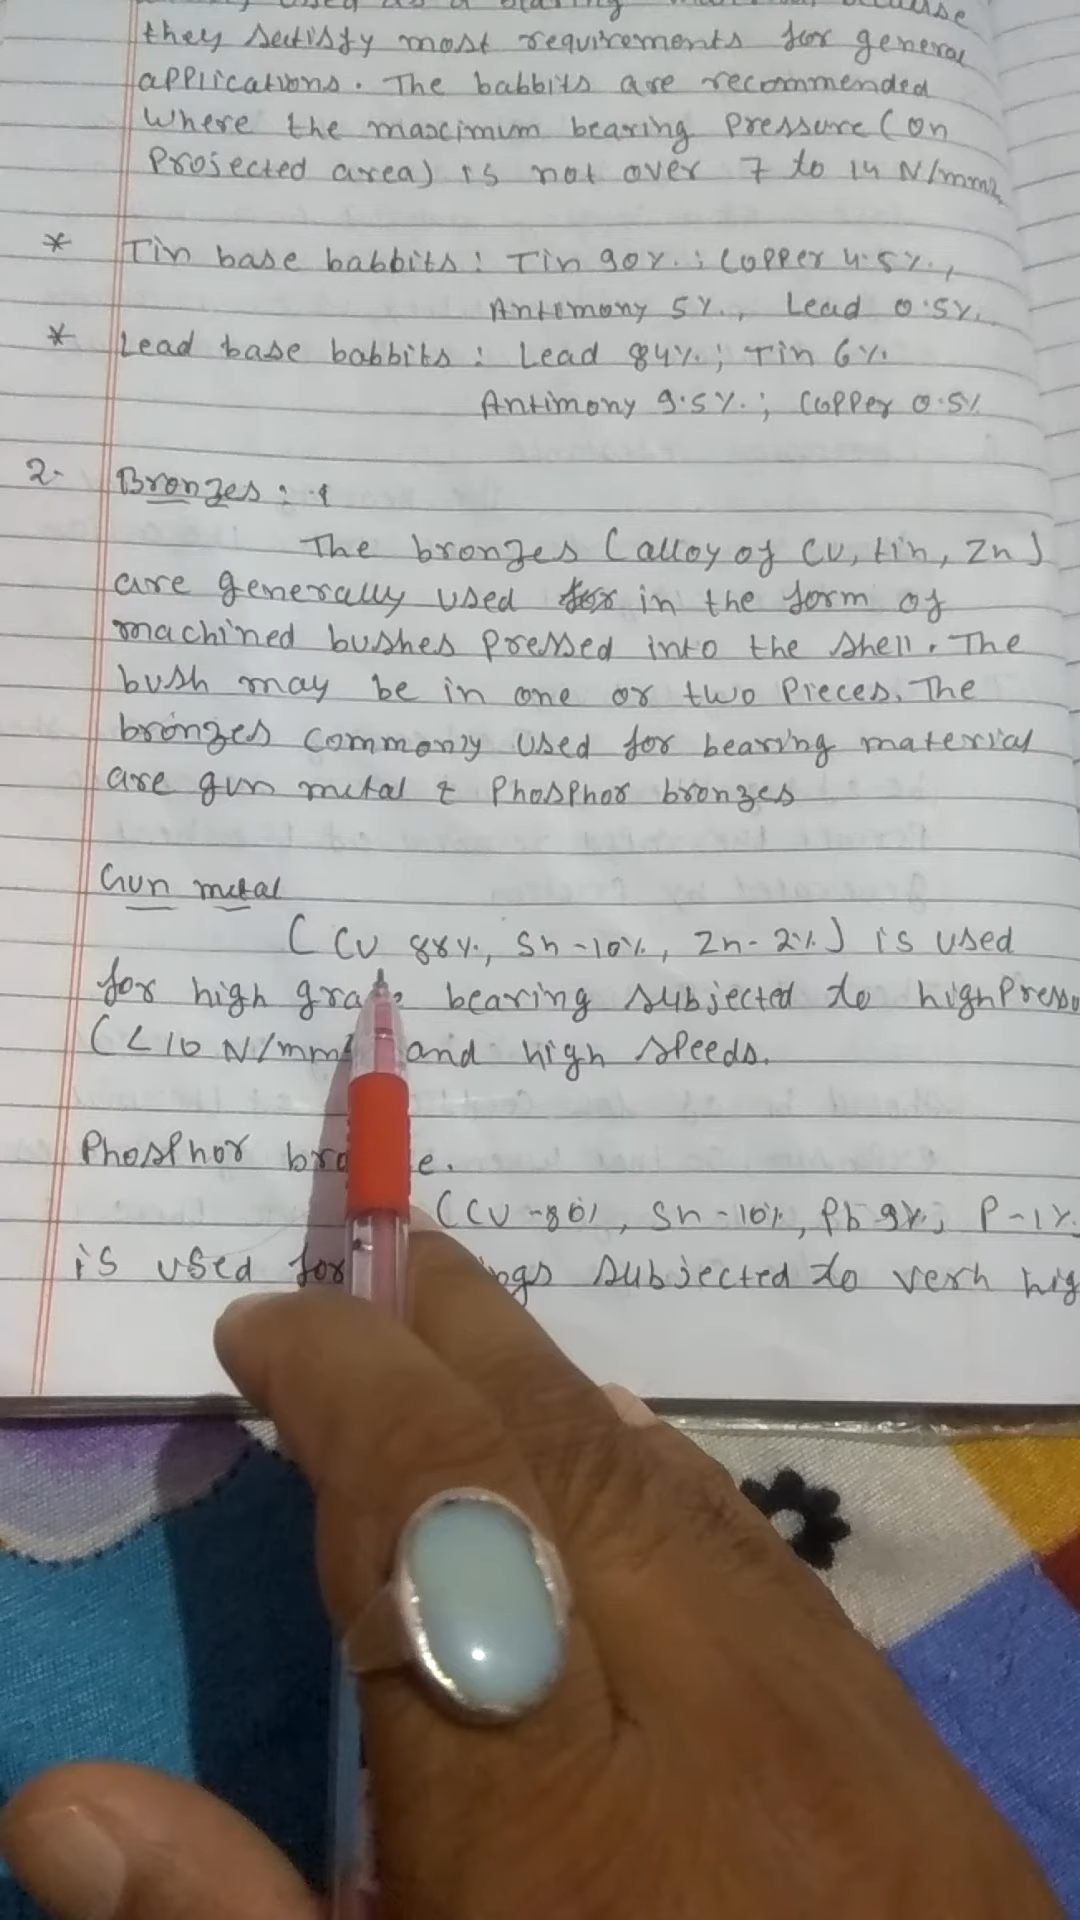 used as a bearing
they satisfy most requirements for general
applications. The babbits are recommended
Where the maximum bearing Pressure (on
Projected area) is not over 7 to 14 N/mm2
* Tin base babbits: Tin 90%.; Copper 4.5%.,
Antimony 5%., Lead 0.5%.
* Lead base babbits: Lead 84%.; Tin 6%.
Antimony 9.5%.; Copper 0.5%
2. Bronzes:
The bronzes (alloy of Cu, tin, Zn)
are generally used in the form of
machined bushes pressed into the shell. The
bush may be in one or two Pieces. The
bronzes commonly used for bearing material
are gun metal & Phosphor bronzes
Gun metal
(Cu 88%., Sn-10%, Zn-2%.) is used
for high bearing subjected to high
(<10 N/mm2 and high speeds.
Phosphor
(Cu-80%, Sn-10%, Pb 9%.; P-1%.
is used for subjected to very